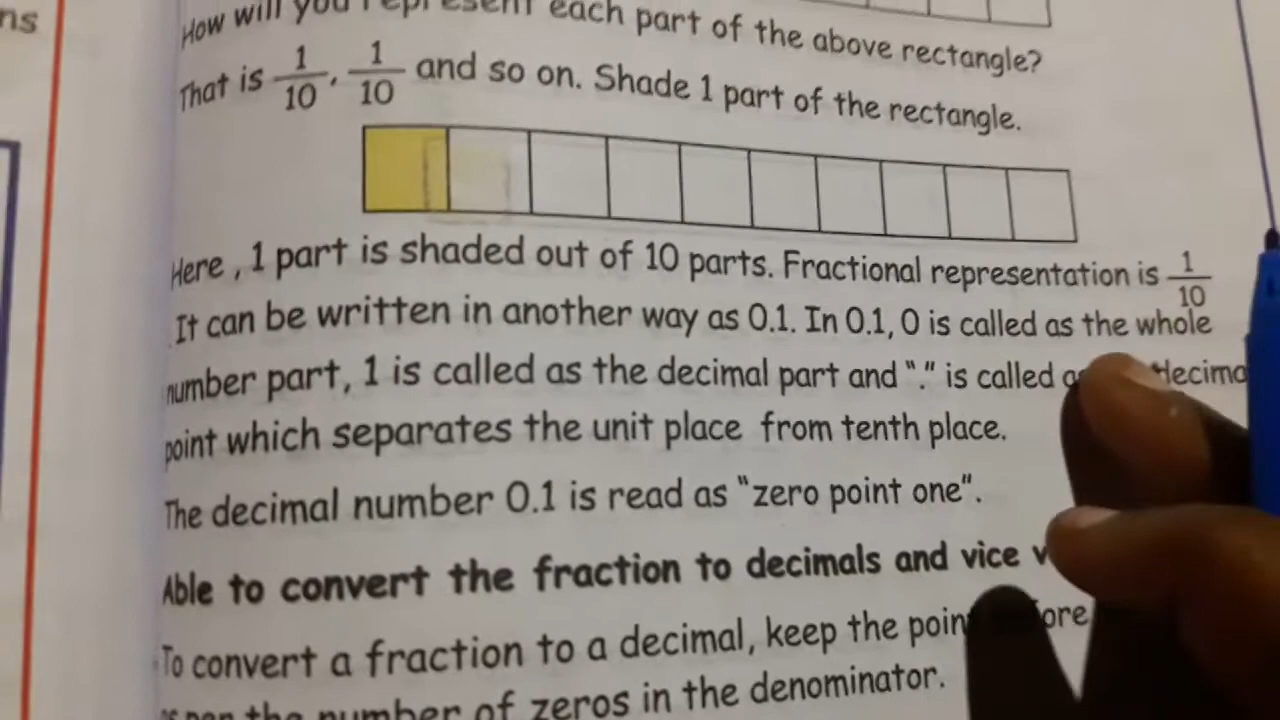 ns
How will you represent each part of the above rectangle?
That is 1/10, 1/10 and so on. Shade 1 part of the rectangle.
Here, 1 part is shaded out of 10 parts. Fractional representation is 1/10
It can be written in another way as 0.1. In 0.1, 0 is called as the whole
number part, 1 is called as the decimal part and "." is called decima
point which separates the unit place from tenth place.
The decimal number 0.1 is read as "zero point one".
Able to convert the fraction to decimals and vice v
To convert a fraction to a decimal, keep the point
the number of zeros in the denominator.